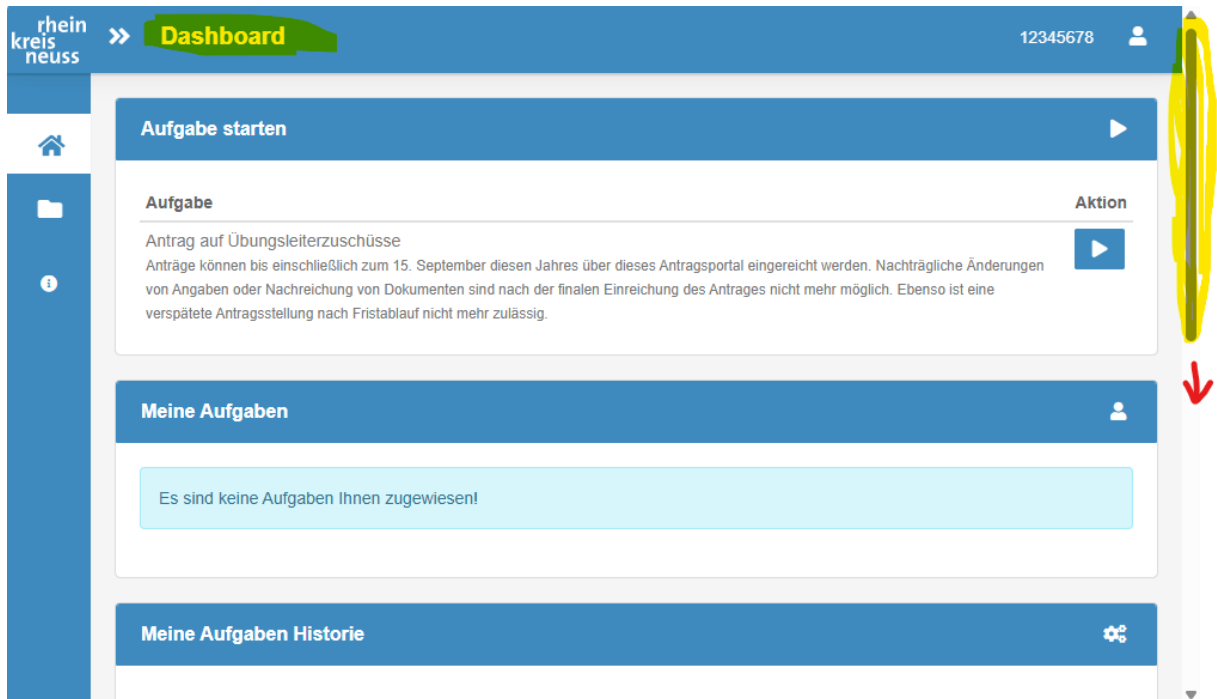 rhein
kreis
neuss
Dashboard
12345678
Aufgabe starten
Aufgabe
Aktion
Antrag auf Übungsleiterzuschüsse
Anträge können bis einschließlich zum 15. September diesen Jahres über dieses Antragsportal eingereicht werden. Nachträgliche Änderungen
von Angaben oder Nachreichung von Dokumenten sind nach der finalen Einreichung des Antrages nicht mehr möglich. Ebenso ist eine
verspätete Antragsstellung nach Fristablauf nicht mehr zulässig.
Meine Aufgaben
Es sind keine Aufgaben Ihnen zugewiesen!
Meine Aufgaben Historie